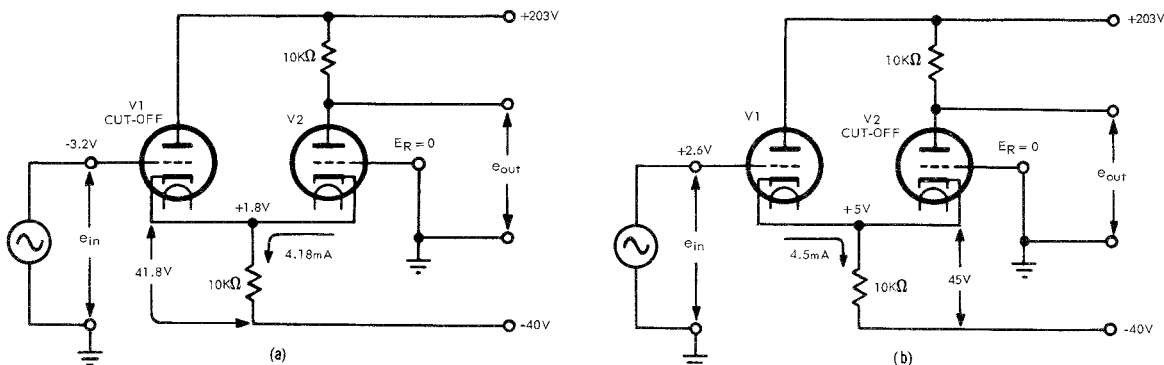 +203V
10KΩ
V1
CUT-OFF
V2
-3.2V
E_R = 0
e_out
+1.8V
e_in
4.18mA
41.8V
10KΩ
-40V
(a)
+203V
10KΩ
V1
V2
CUT-OFF
+2.6V
E_R = 0
e_out
+5V
e_in
4.5mA
45V
10KΩ
-40V
(b)